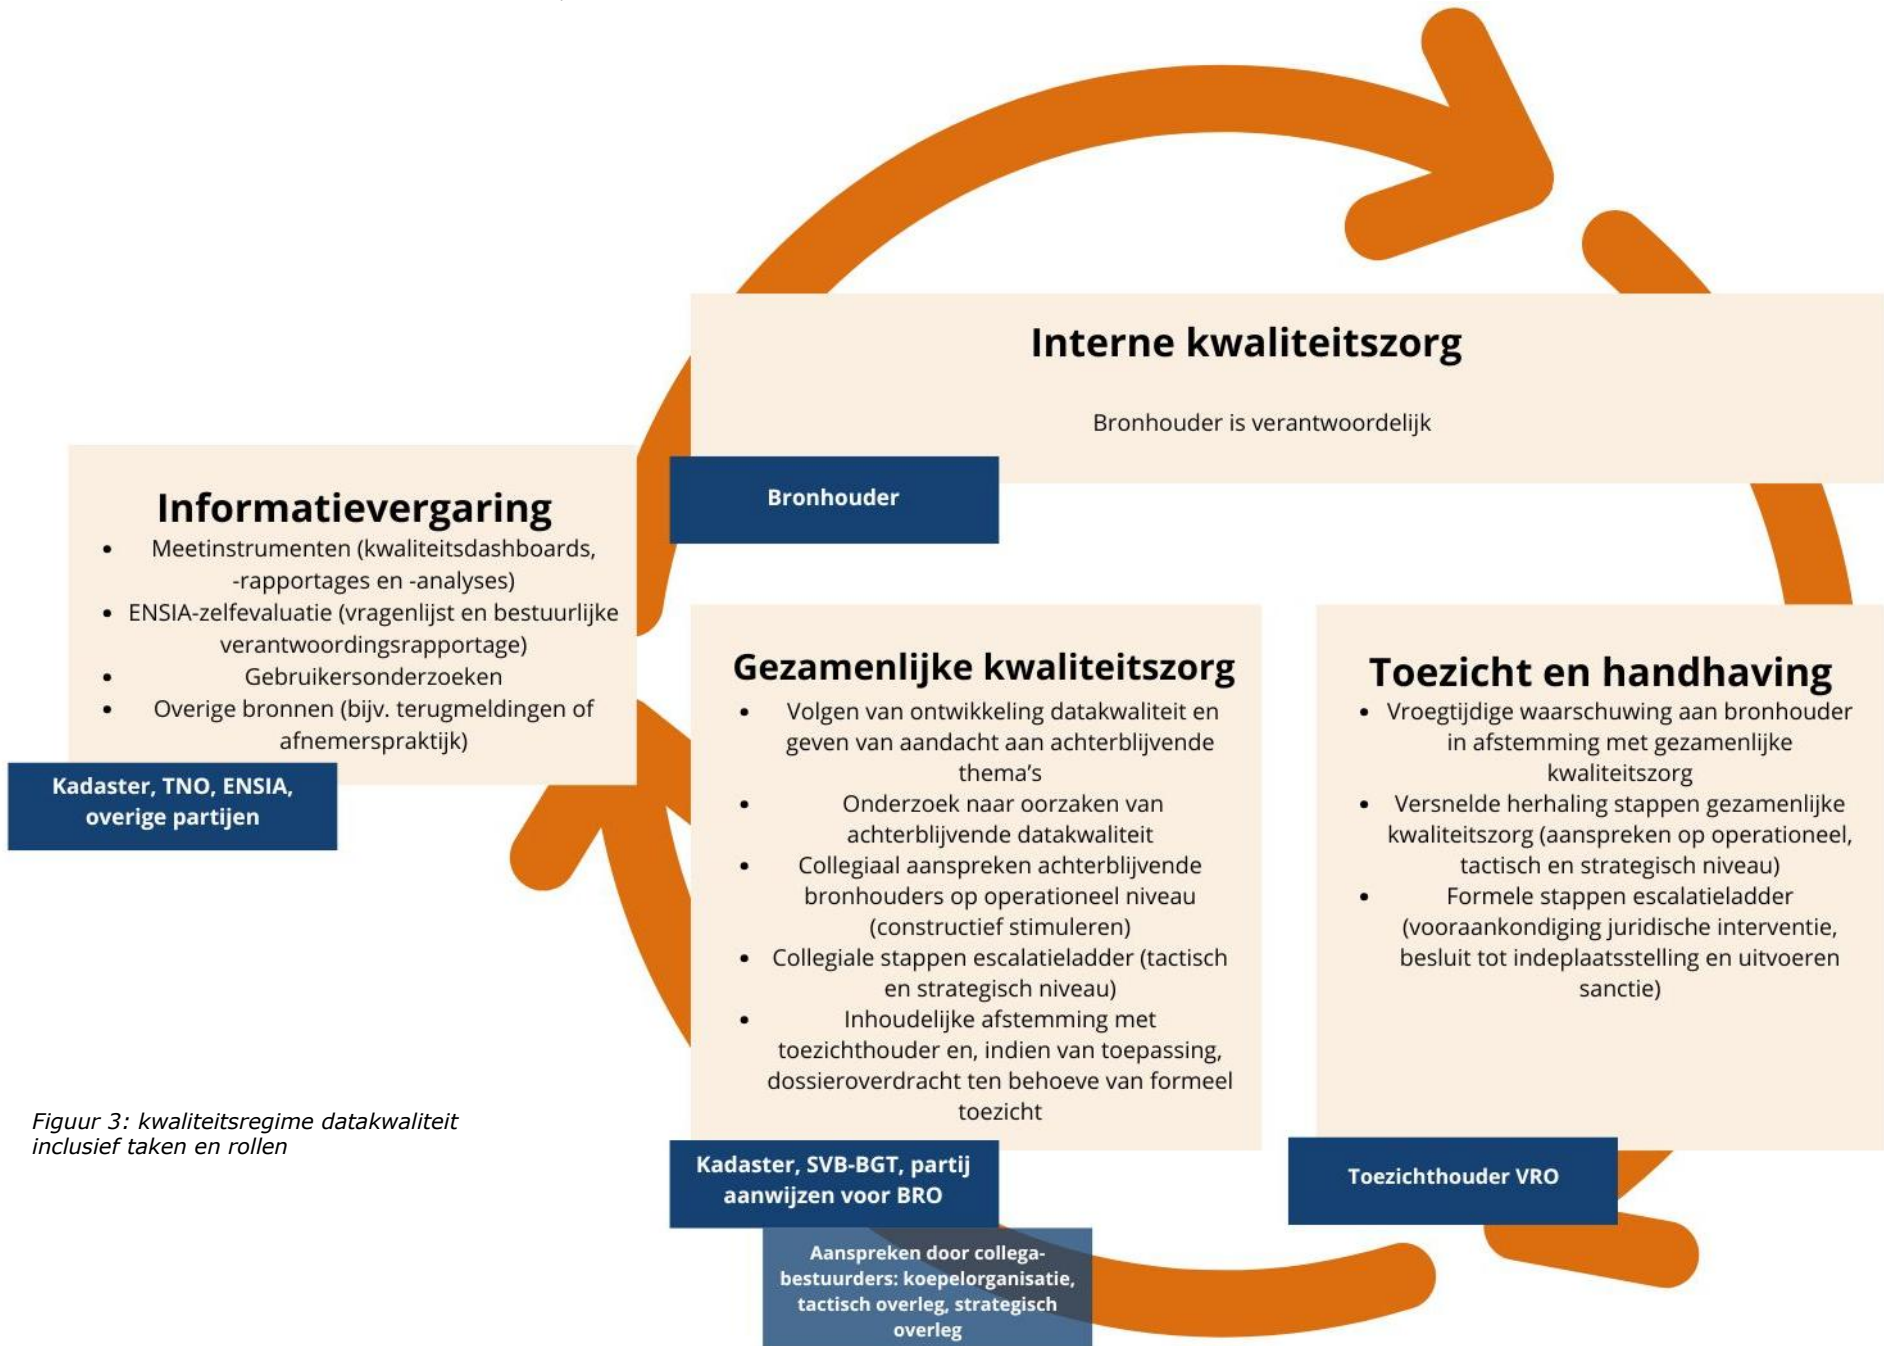 Interne kwaliteitszorg
Bronhouder is verantwoordelijk
Bronhouder
Informatievergaring
• Meetinstrumenten (kwaliteitsdashboards,
-rapportages en -analyses)
• ENSIA-zelfevaluatie (vragenlijst en bestuurlijke
verantwoordingsrapportage)
• Gebruikersonderzoeken
• Overige bronnen (bijv. terugmeldingen of
afnemerspraktijk)
Kadaster, TNO, ENSIA,
overige partijen
Gezamenlijke kwaliteitszorg
• Volgen van ontwikkeling datakwaliteit en
geven van aandacht aan achterblijvende
thema's
• Onderzoek naar oorzaken van
achterblijvende datakwaliteit
• Collegiaal aanspreken achterblijvende
bronhouders op operationeel niveau
(constructief stimuleren)
• Collegiale stappen escalatieladder (tactisch
en strategisch niveau)
• Inhoudelijke afstemming met
toezichthouder en, indien van toepassing,
dossieroverdracht ten behoeve van formeel
toezicht
Kadaster, SVB-BGT, partij
aanwijzen voor BRO
Aanspreken door collega-
bestuurders: koepelorganisatie,
tactisch overleg, strategisch
overleg
Toezicht en handhaving
• Vroegtijdige waarschuwing aan bronhouder
in afstemming met gezamenlijke
kwaliteitszorg
• Versnelde herhaling stappen gezamenlijke
kwaliteitszorg (aanspreken op operationeel,
tactisch en strategisch niveau)
• Formele stappen escalatieladder
(vooraankondiging juridische interventie,
besluit tot indeplaatsstelling en uitvoeren
sanctie)
Toezichthouder VRO
Figuur 3: kwaliteitsregime datakwaliteit
inclusief taken en rollen